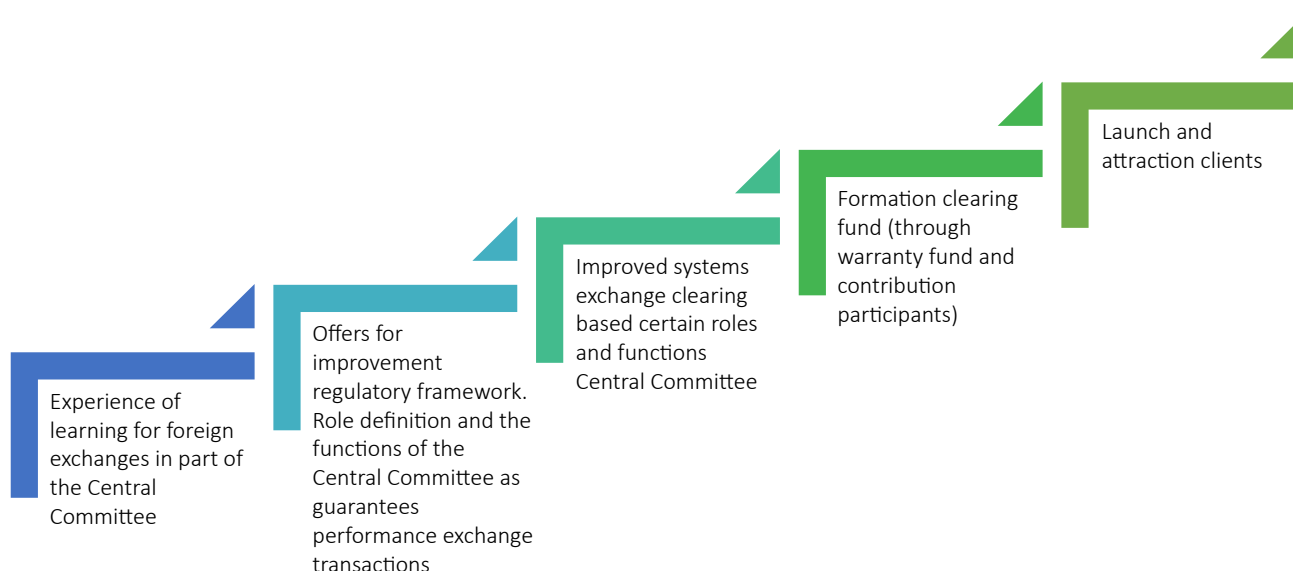 Experience of
learning for foreign
exchanges in part of
the Central
Committee
Offers for
improvement
regulatory framework.
Role definition and the
functions of the
Central Committee as
guarantees
performance exchange
transactions
Improved systems
exchange clearing
based certain roles
and functions
Central Committee
Formation clearing
fund (through
warranty fund and
contribution
participants)
Launch and
attraction clients